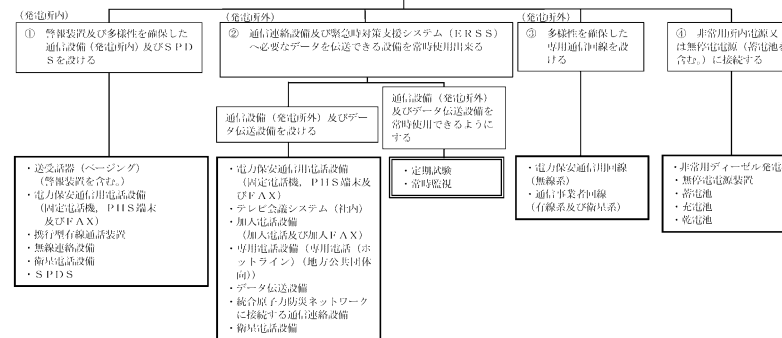 (発電所内)
① 警報装置及び多様性を確保した
通信設備(発電所内)及びSPD
Sを設ける
(発電所外)
② 通信連絡設備及び緊急時対策支援システム(ERSS)
へ必要なデータを伝送できる設備を常時使用出来る
(発電所外)
③ 多様性を確保した
専用通信回線を設
ける
④ 非常用所内電源又
は無停電電源(蓄電池を
含む。)に接続する
通信設備(発電所外)及びデー
タ伝送設備を設ける
通信設備(発電所外)
及びデータ伝送設備を
常時使用できるように
する
・送受話器(ページング)
(警報装置を含む。)
・電力保安通信用電話設備
(固定電話機,PHS端末
及びFAX)
・携行型有線通話装置
・無線連絡設備
・衛星電話設備
・SPDS
・電力保安通信用電話設備
(固定電話機,PHS端末及
びFAX)
・テレビ会議システム(社内)
・加入電話設備
(加入電話及び加入FAX)
・専用電話設備(専用電話(ホ
ットライン)(地方公共団体
向))
・データ伝送設備
・統合原子力防災ネットワーク
に接続する通信連絡設備
・衛星電話設備
・定期試験
・常時監視
・電力保安通信用回線
(無線系)
・通信事業者回線
(有線系及び衛星系)
・非常用ディーゼル発電
・無停電電源装置
・蓄電池
・充電池
・乾電池